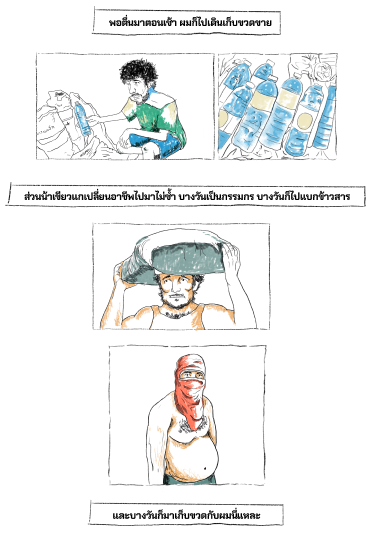 พอตื่นมาตอนเช้า ผมก็ไปเดินเก็บขวดขาย
ส่วนน้าเขียวแกเปลี่ยนอาชีพไปมาไม่ซ้ำ บางวันเป็นกรรมกร บางวันก็ไปแบกข้าวสาร
และบางวันก็มาเก็บขวดกับผมนี่แหละ